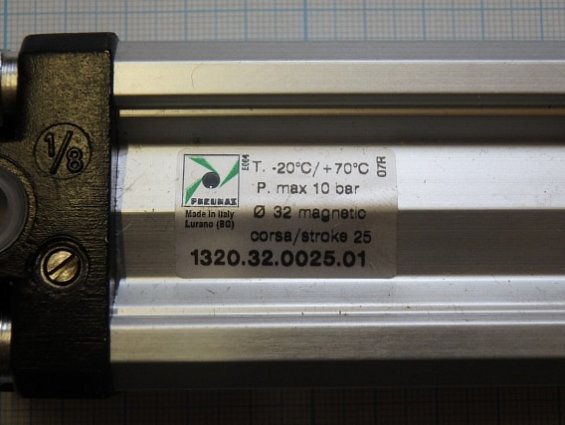 1/8
PNEUMAX
Made in Italy
Lurano (BG)
E064
T. -20°C/+70°C
P. max 10 bar
Ø 32 magnetic
corsa/stroke 25
07R
1320.32.0025.01